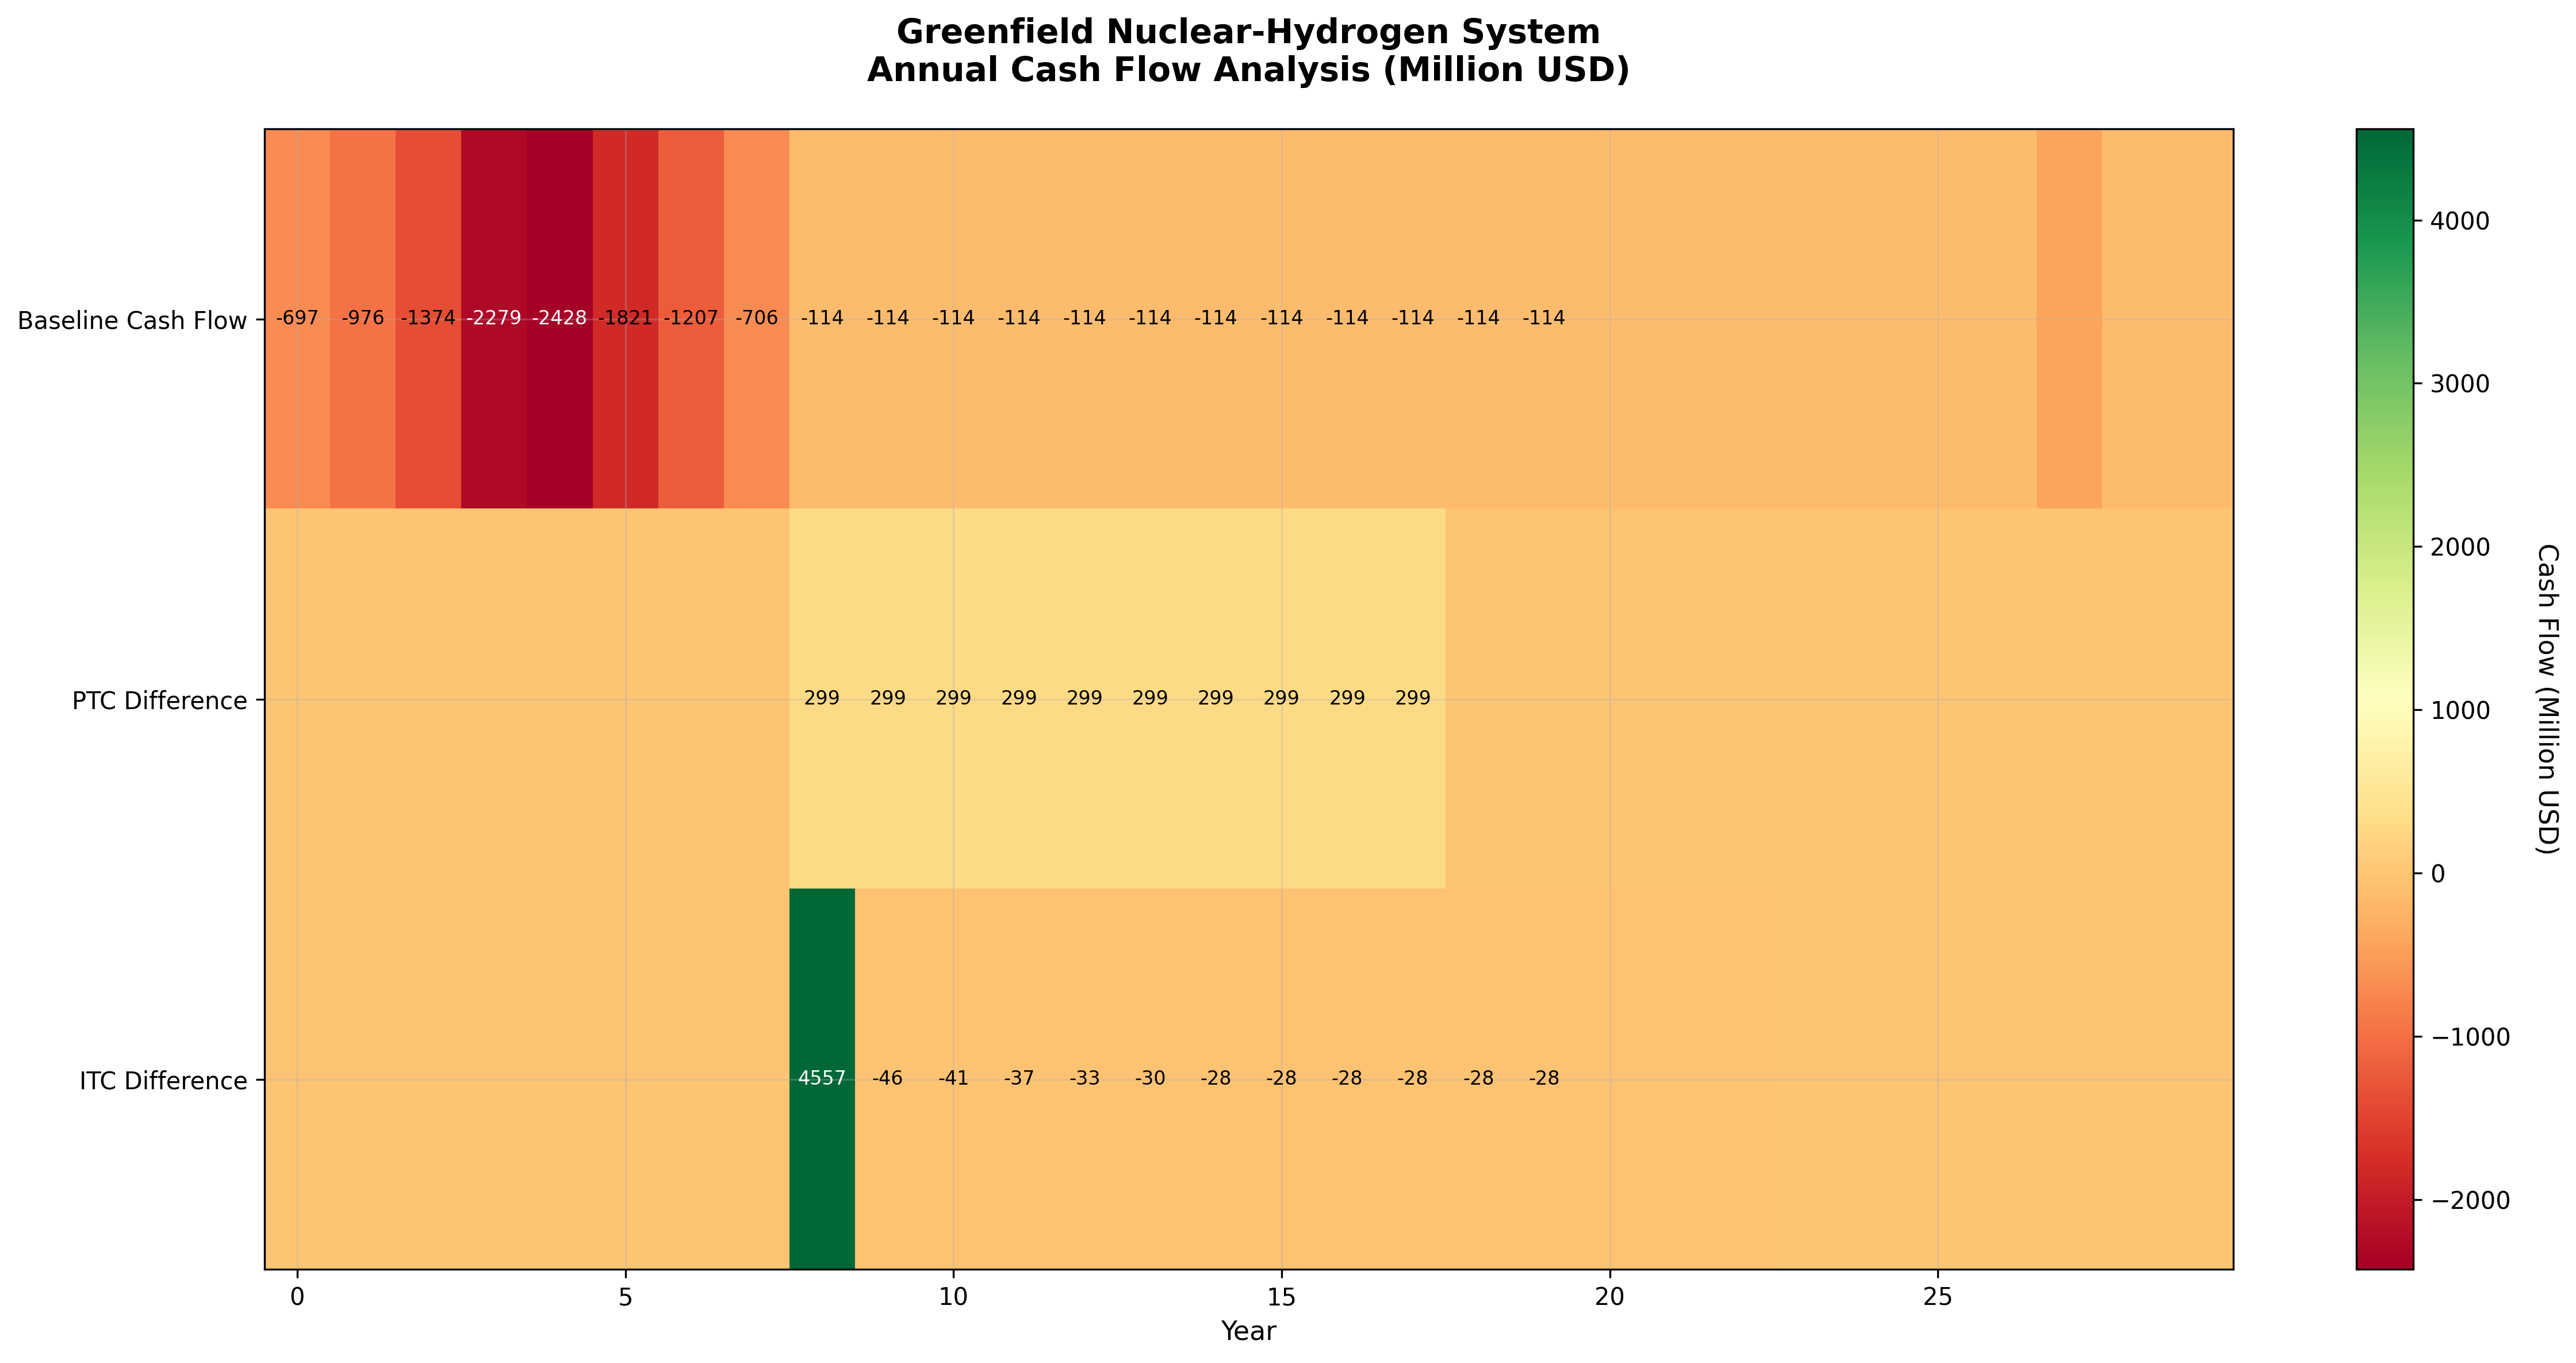 Greenfield Nuclear-Hydrogen System
Annual Cash Flow Analysis (Million USD)
Baseline Cash Flow
-697 -976 -1374 -2279 -2428 -1821 -1207 -706 -114 -114 -114 -114 -114 -114 -114 -114 -114 -114 -114 -114
PTC Difference
299 299 299 299 299 299 299 299 299 299
ITC Difference
4557 -46 -41 -37 -33 -30 -28 -28 -28 -28 -28 -28
0 5 10 15 20 25
Year
4000
3000
2000
1000
0
−1000
−2000
Cash Flow (Million USD)